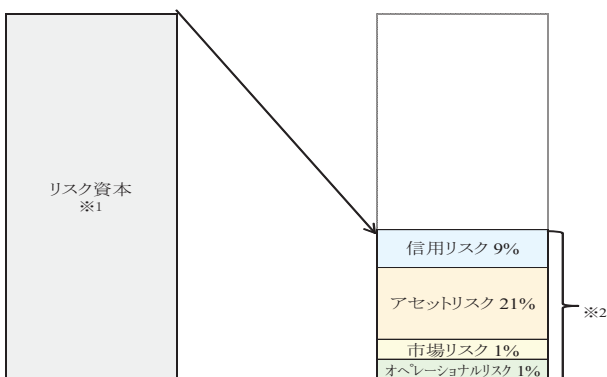 リスク資本
※1
信用リスク 9%
アセットリスク 21%
※2
市場リスク 1%
オペレーショナルリスク 1%